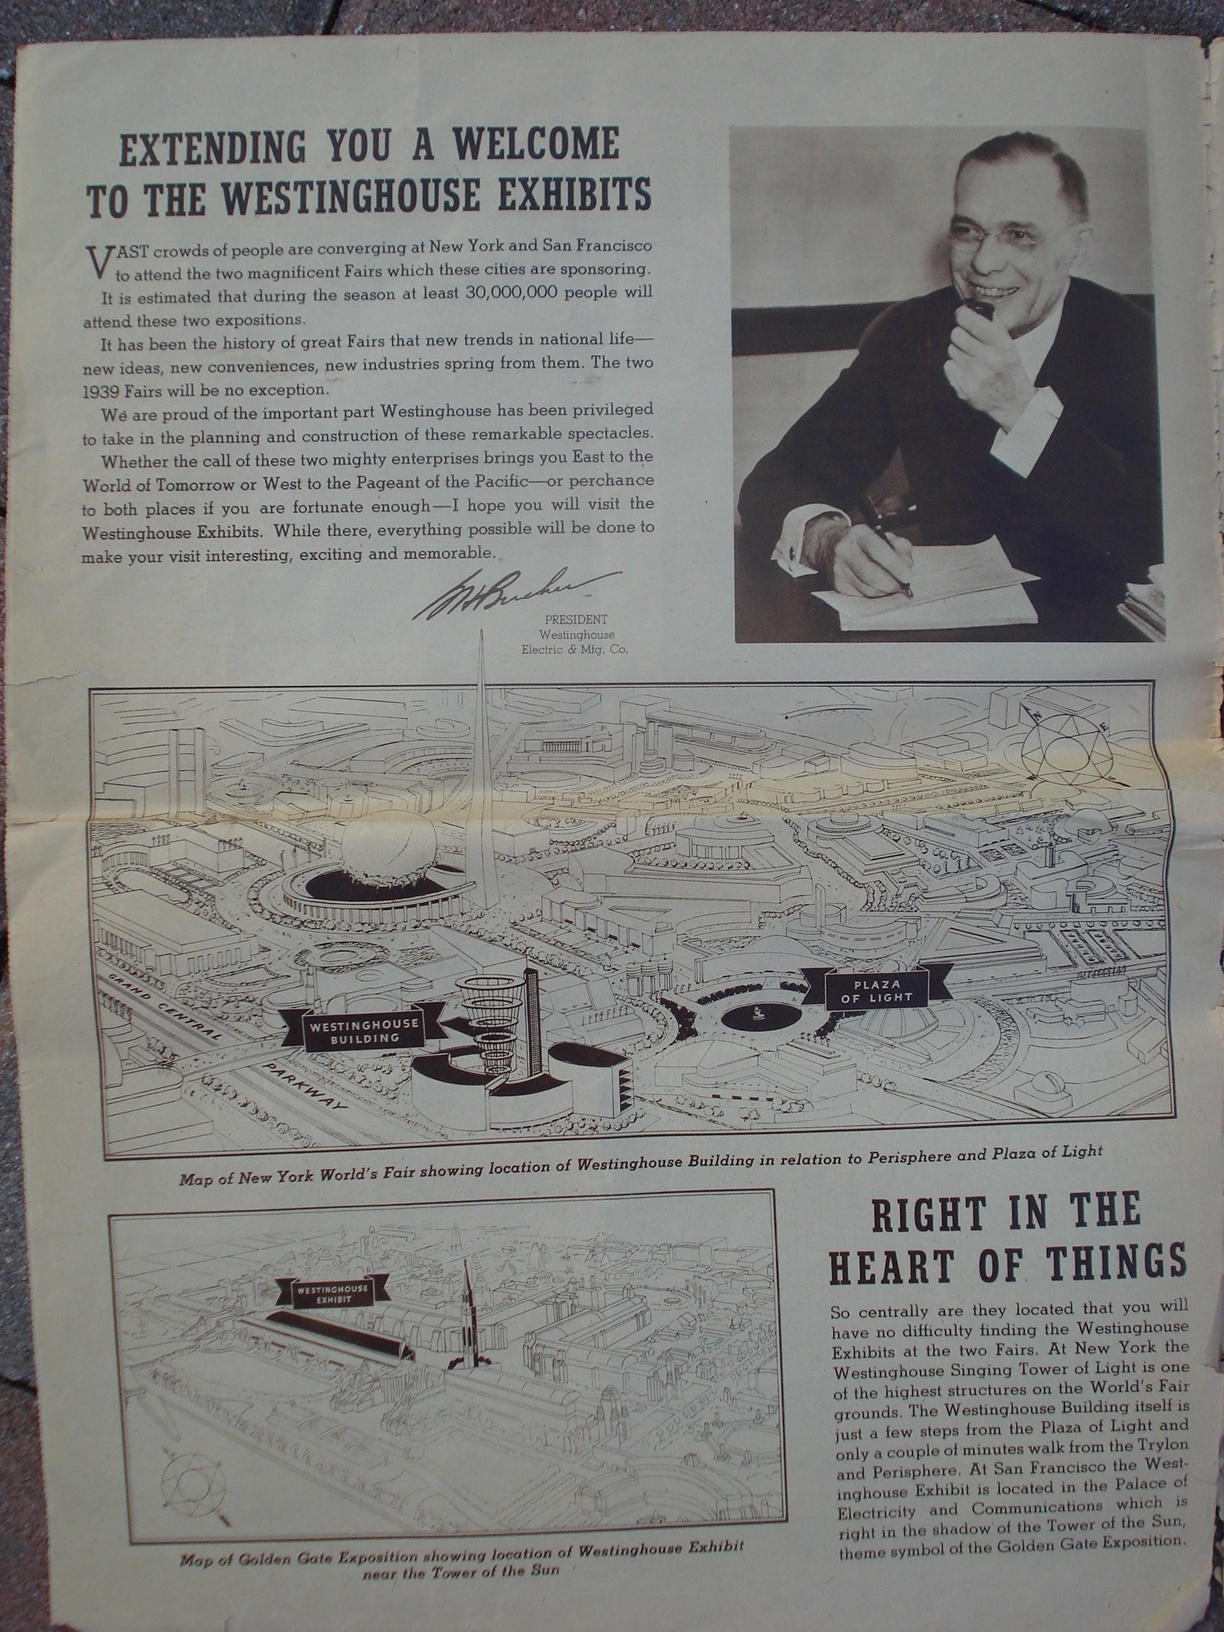 EXTENDING YOU A WELCOME
TO THE WESTINGHOUSE EXHIBITS
VAST crowds of people are converging at New York and San Francisco
to attend the two magnificent Fairs which these cities are sponsoring.
It is estimated that during the season at least 30,000,000 people will
attend these two expositions.
It has been the history of great Fairs that new trends in national life—
new ideas, new conveniences, new industries spring from them. The two
1939 Fairs will be no exception.
We are proud of the important part Westinghouse has been privileged
to take in the planning and construction of these remarkable spectacles.
Whether the call of these two mighty enterprises brings you East to the
World of Tomorrow or West to the Pageant of the Pacific—or perchance
to both places if you are fortunate enough—I hope you will visit the
Westinghouse Exhibits. While there, everything possible will be done to
make your visit interesting, exciting and memorable.
PRESIDENT
Westinghouse
Electric & Mfg. Co.
N
E
PLAZA
OF LIGHT
WESTINGHOUSE
BUILDING
GRAND CENTRAL
PARKWAY
Map of New York World's Fair showing location of Westinghouse Building in relation to Perisphere and Plaza of Light
WESTINGHOUSE
EXHIBIT
Map of Golden Gate Exposition showing location of Westinghouse Exhibit
near the Tower of the Sun
RIGHT IN THE
HEART OF THINGS
So centrally are they located that you will
have no difficulty finding the Westinghouse
Exhibits at the two Fairs. At New York the
Westinghouse Singing Tower of Light is one
of the highest structures on the World's Fair
grounds. The Westinghouse Building itself is
just a few steps from the Plaza of Light and
only a couple of minutes walk from the Trylon
and Perisphere. At San Francisco the West-
inghouse Exhibit is located in the Palace of
Electricity and Communications which is
right in the shadow of the Tower of the Sun,
theme symbol of the Golden Gate Exposition.